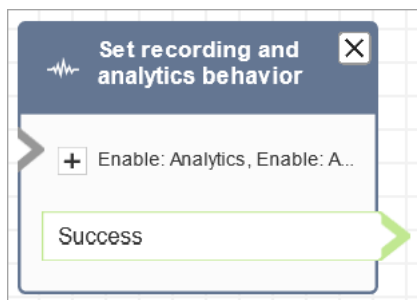 Set recording and
analytics behavior
Enable: Analytics, Enable: A...
Success